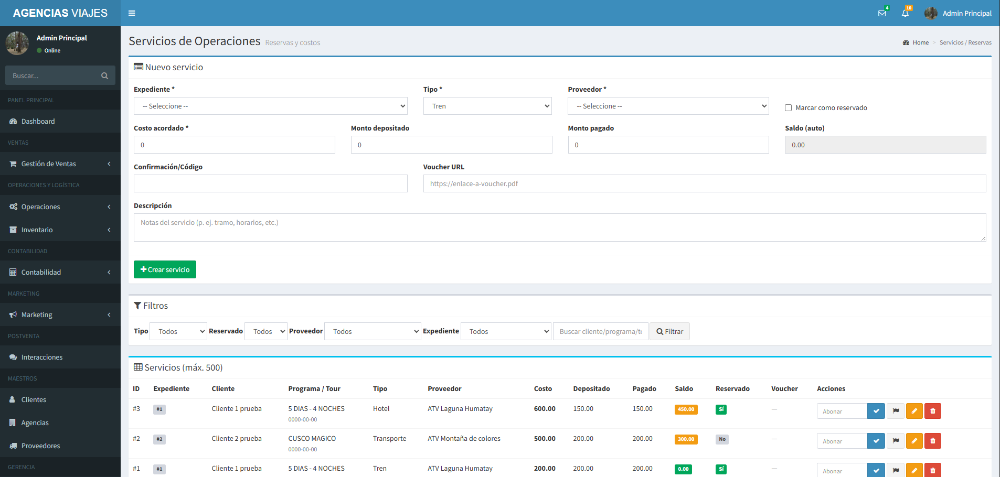 AGENCIAS VIAJES
4
10
Admin Principal
Admin Principal
Online
Buscar...
PANEL PRINCIPAL
Dashboard
VENTAS
Gestión de Ventas
OPERACIONES Y LOGÍSTICA
Operaciones
Inventario
CONTABILIDAD
Contabilidad
MARKETING
Marketing
POSTVENTA
Interacciones
MAESTROS
Clientes
Agencias
Proveedores
GERENCIA
Servicios de Operaciones Reservas y costos
Home > Servicios / Reservas
Nuevo servicio
Expediente * Tipo * Proveedor *
-- Seleccione -- Tren -- Seleccione -- Marcar como reservado
Costo acordado * Monto depositado Monto pagado Saldo (auto)
0 0 0 0.00
Confirmación/Código Voucher URL
https://enlace-a-voucher.pdf
Descripción
Notas del servicio (p. ej. tramo, horarios, etc.)
Crear servicio
Filtros
Tipo Todos Reservado Todos Proveedor Todos Expediente Todos Buscar cliente/programa/t Filtrar
Servicios (máx. 500)
ID Expediente Cliente Programa / Tour Tipo Proveedor Costo Depositado Pagado Saldo Reservado Voucher Acciones
#3 #1 Cliente 1 prueba 5 DIAS - 4 NOCHES Hotel ATV Laguna Humatay 600.00 150.00 150.00 450.00 Sí — Abonar
0000-00-00
#2 #2 Cliente 2 prueba CUSCO MAGICO Transporte ATV Montaña de colores 500.00 200.00 200.00 300.00 No — Abonar
0000-00-00
#1 #1 Cliente 1 prueba 5 DIAS - 4 NOCHES Tren ATV Laguna Humatay 200.00 200.00 200.00 0.00 Sí — Abonar